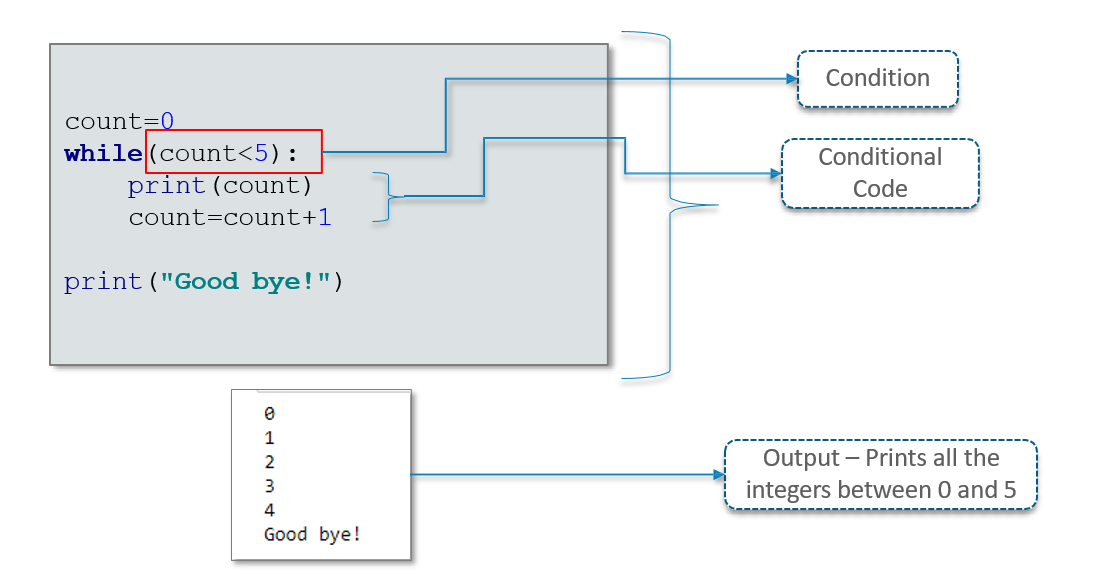 count=0
while(count<5):
    print(count)
    count=count+1
print("Good bye!")
Condition
Conditional
Code
0
1
2
3
4
Good bye!
Output – Prints all the
integers between 0 and 5